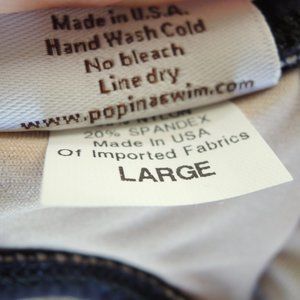 Made in U.S.A.
Hand Wash Cold
No bleach
Line dry
www.popinaswim.com
20% SPANDEX
Made In USA
Of Imported Fabrics
LARGE